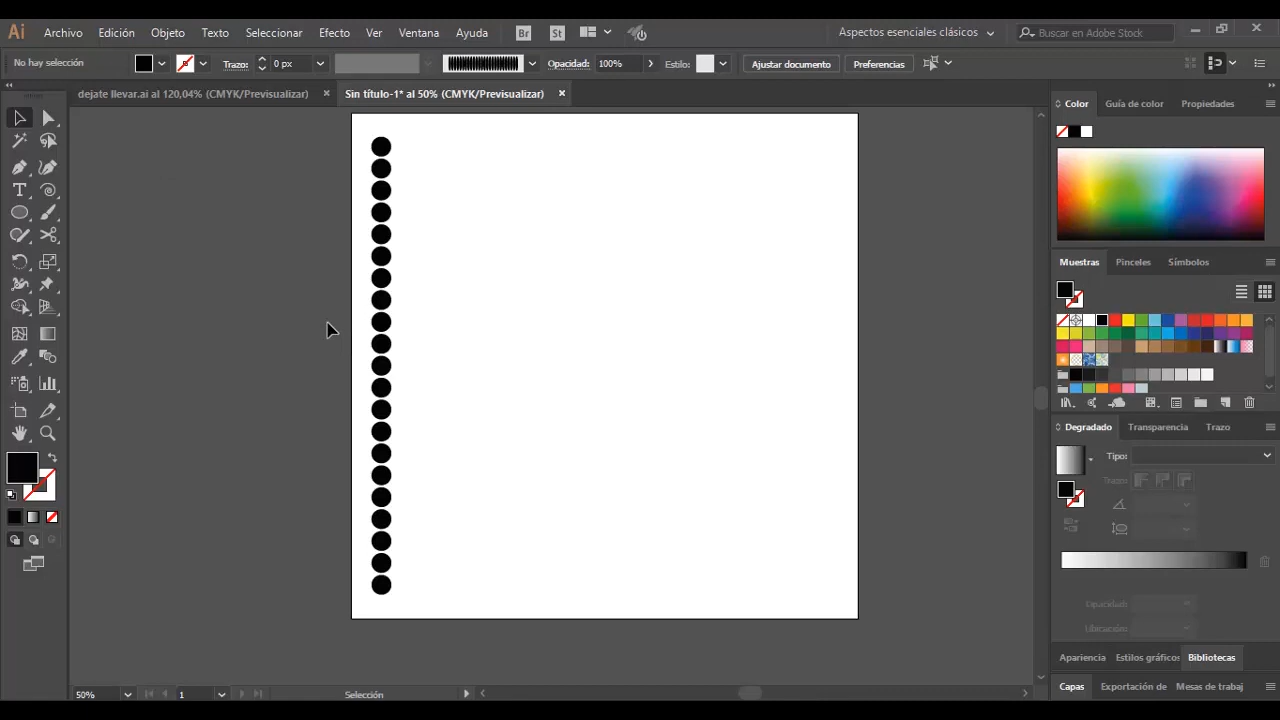 Ai Archivo Edición Objeto Texto Seleccionar Efecto Ver Ventana Ayuda Br St Aspectos esenciales clásicos Buscar en Adobe Stock
No hay selección Trazo: 0 px Opacidad: 100% Estilo: Ajustar documento Preferencias
dejate llevar.ai al 120,04% (CMYK/Previsualizar) × Sin título-1* al 50% (CMYK/Previsualizar) ×
Color Guía de color Propiedades
Muestras Pinceles Símbolos
Degradado Transparencia Trazo
Tipo:
Trazo:
Opacidad:
Ubicación:
Apariencia Estilos gráficos Bibliotecas
Capas Exportación de Mesas de trabaj
50% 1 Selección